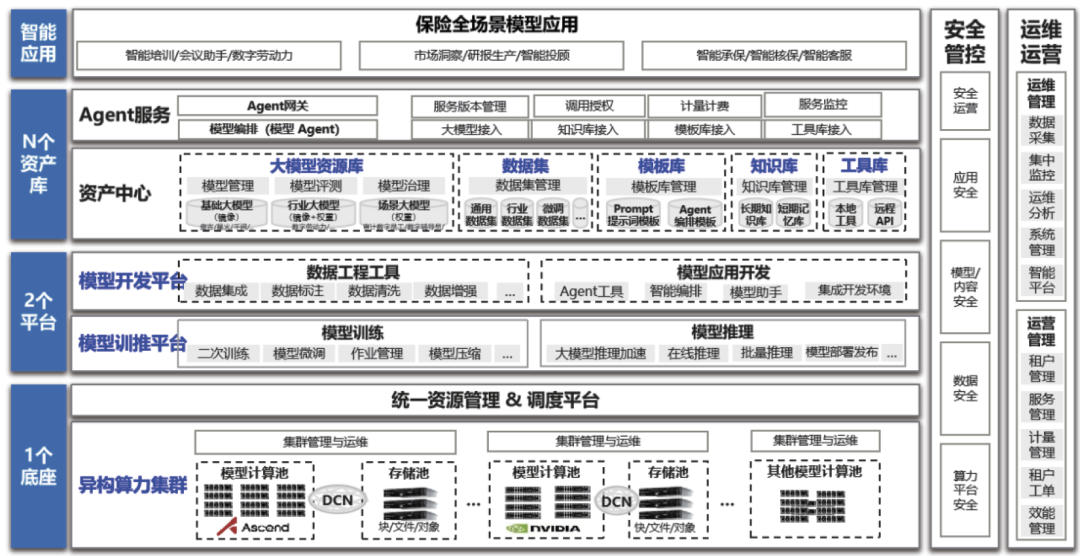 智能
应用
保险全场景模型应用
智能培训/会议助手/数字劳动力
市场洞察/研报生产/智能投顾
智能承保/智能核保/智能客服
N个
资产
库
Agent服务
Agent网关
服务版本管理
调用授权
计量计费
服务监控
模型编排（模型 Agent）
大模型接入
知识库接入
模板库接入
工具库接入
资产中心
大模型资源库
模型管理
模型评测
模型治理
基础大模型
（镜像）
行业大模型
（镜像+权重）
数字劳动力/
场景大模型
（权重）
数据集
数据集管理
通用
数据集
行业
数据集
微调
数据集
...
模板库
模板库管理
Prompt
提示词模板
Agent
编排模板
知识库
知识库管理
长期知
识库
短期记
忆库
工具库
工具库管理
本地
工具
远程
API
2个
平台
模型开发平台
数据工程工具
数据集成
数据标注
数据清洗
数据增强
...
模型应用开发
Agent工具
智能编排
模型助手
集成开发环境
模型训推平台
模型训练
二次训练
模型微调
作业管理
模型压缩
...
模型推理
大模型推理加速
在线推理
批量推理
模型部署发布
...
1个
底座
统一资源管理 & 调度平台
异构算力集群
集群管理与运维
模型计算池
Ascend
DCN
存储池
块/文件/对象
...
集群管理与运维
模型计算池
NVIDIA
DCN
存储池
块/文件/对象
...
集群管理与运维
其他模型计算池
安全
管控
安全
运营
应用
安全
模型/
内容
安全
数据
安全
算力
平台
安全
运维
运营
运维
管理
数据
采集
集中
监控
运维
分析
系统
管理
智能
平台
运营
管理
租户
管理
服务
管理
计量
管理
租户
工单
效能
管理